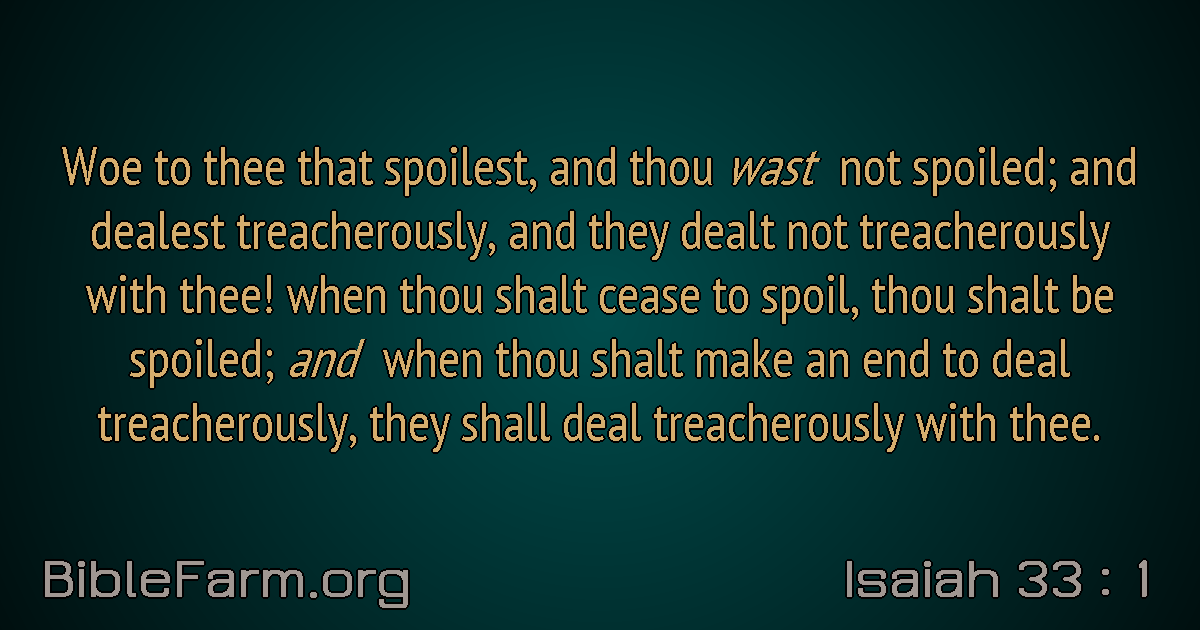 Woe to thee that spoilest, and thou wast not spoiled; and
dealest treacherously, and they dealt not treacherously
with thee! when thou shalt cease to spoil, thou shalt be
spoiled; and when thou shalt make an end to deal
treacherously, they shall deal treacherously with thee.
BibleFarm.org
Isaiah 33 : 1